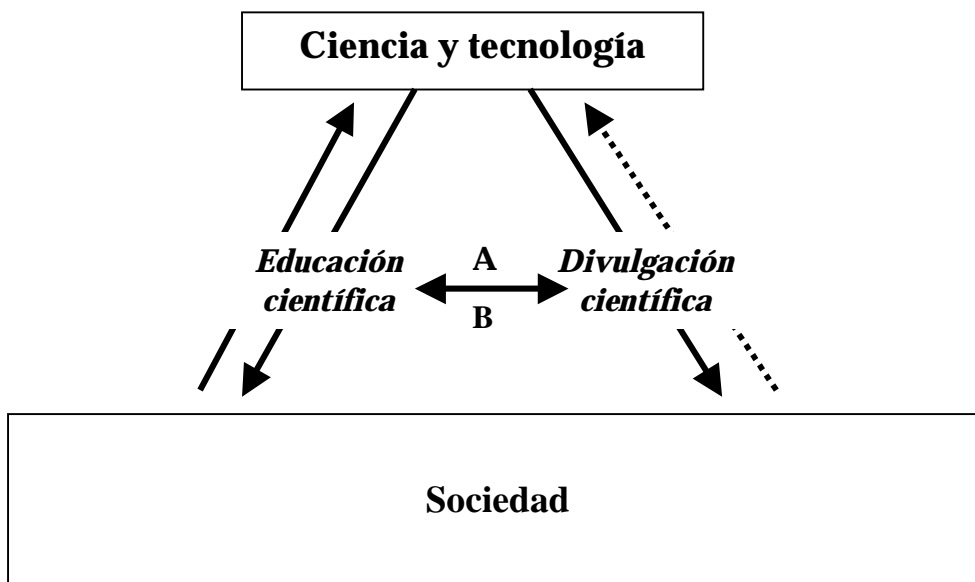 Ciencia y tecnología
Educación
científica
A
B
Divulgación
científica
Sociedad